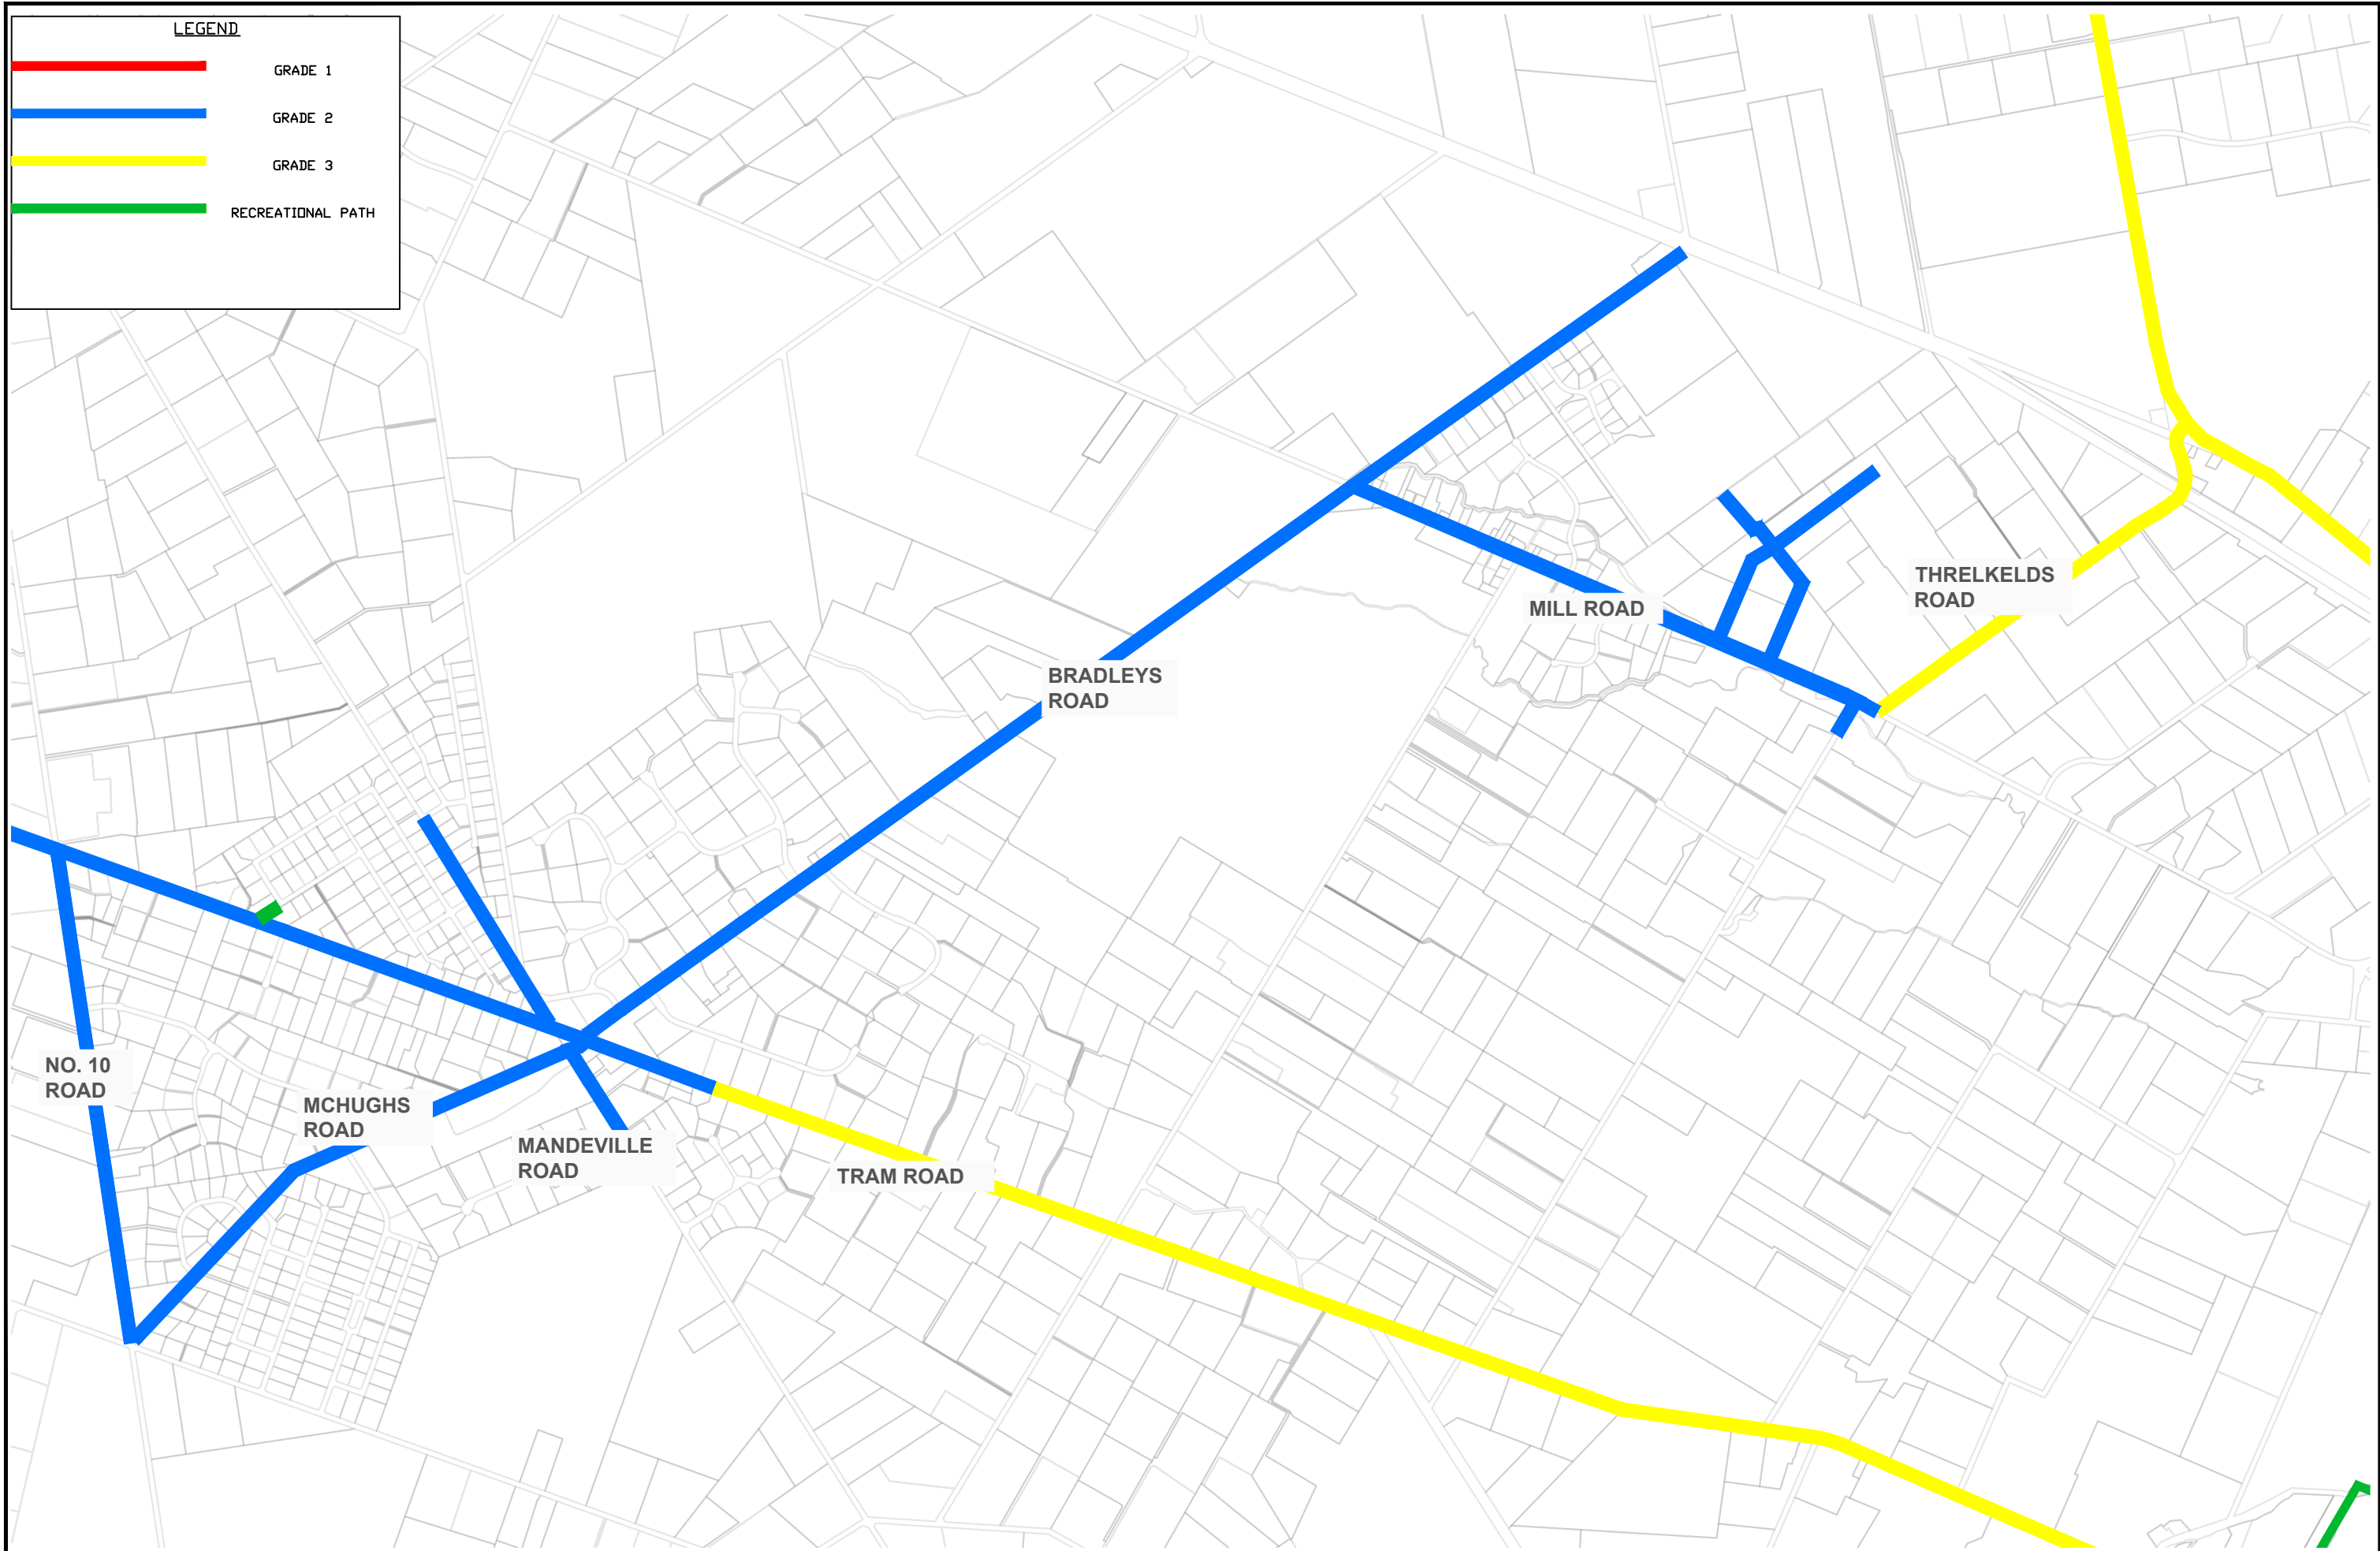 LEGEND
GRADE 1
GRADE 2
GRADE 3
RECREATIONAL PATH
THRELKELDS
ROAD
MILL ROAD
BRADLEYS
ROAD
NO. 10
ROAD
MCHUGHS
ROAD
MANDEVILLE
ROAD
TRAM ROAD